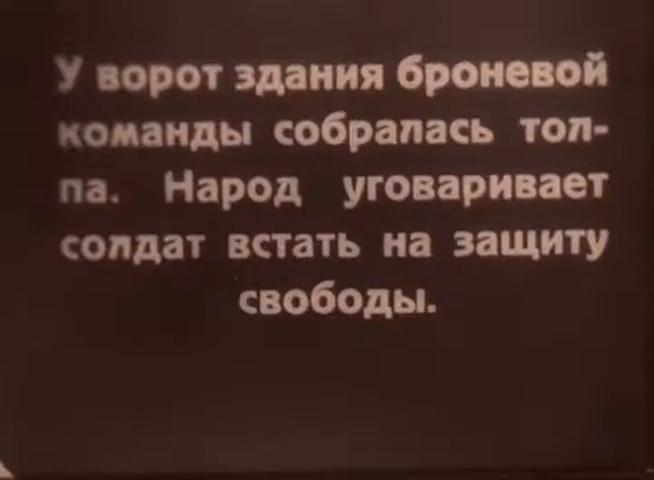 У ворот здания броневой
команды собралась тол-
па. Народ уговаривает
солдат встать на защиту
свободы.